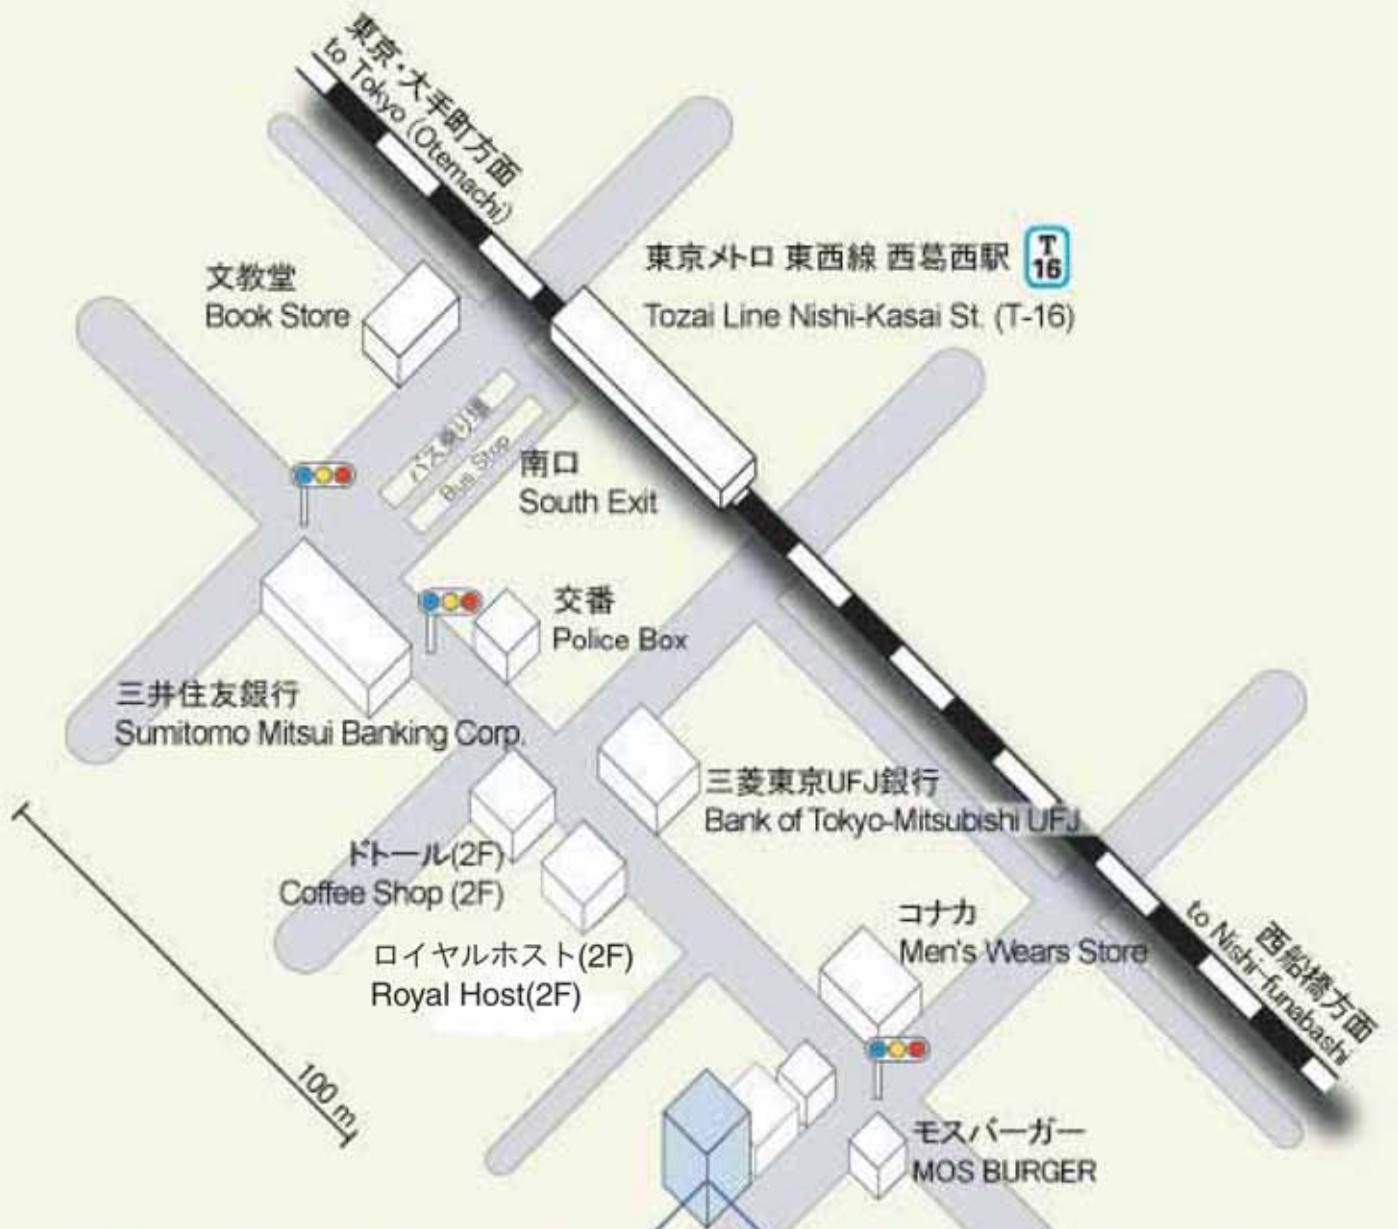 東京・大手町方面
to Tokyo (Otemachi)
東京メトロ 東西線 西葛西駅
T
16
Tozai Line Nishi-Kasai St. (T-16)
文教堂
Book Store
バス乗り場
Bus Stop
南口
South Exit
交番
Police Box
三井住友銀行
Sumitomo Mitsui Banking Corp.
三菱東京UFJ銀行
Bank of Tokyo-Mitsubishi UFJ
ドトール(2F)
Coffee Shop (2F)
ロイヤルホスト(2F)
Royal Host(2F)
コナカ
Men's Wears Store
西船橋方面
to Nishi-funabashi
100 m
モスバーガー
MOS BURGER